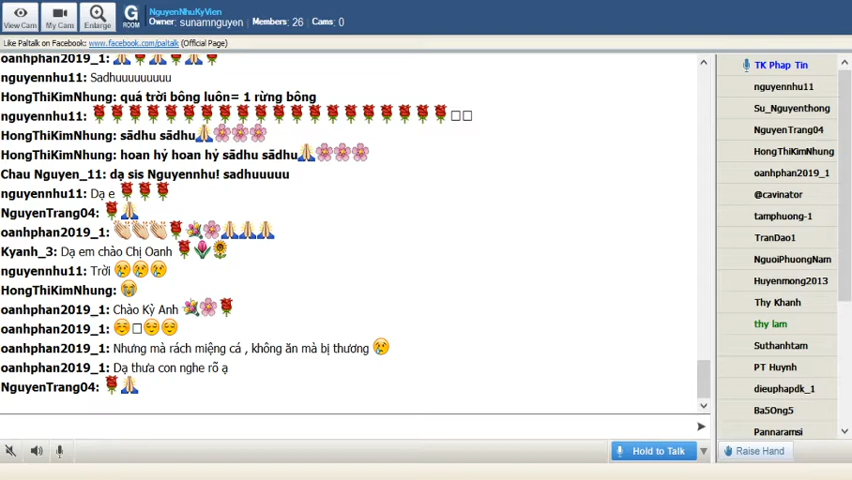 View Cam
My Cam
Enlarge
G
ROOM
NguyenNhuKyVien
Owner: sunamnguyen Members: 26 Cams: 0
Like Paltalk on Facebook: www.facebook.com/paltalk (Official Page)
oanhphan2019_1:
nguyennhu11: Sadhuuuuuuuuu
HongThiKimNhung: quá trời bông luôn= 1 rừng bông
nguyennhu11:
HongThiKimNhung: sādhu sādhu
HongThiKimNhung: hoan hỷ hoan hỷ sādhu sādhu
Chau Nguyen_11: dạ sis Nguyennhu! sadhuuuuu
nguyennhu11: Dạ e
NguyenTrang04:
oanhphan2019_1:
Kyanh_3: Dạ em chào Chị Oanh
nguyennhu11: Trời
HongThiKimNhung:
oanhphan2019_1: Chào Kỳ Anh
oanhphan2019_1:
oanhphan2019_1: Nhưng mà rách miệng cá , không ăn mà bị thương
oanhphan2019_1: Dạ thưa con nghe rõ ạ
NguyenTrang04:
Hold to Talk
TK Phap Tin
nguyennhu11
Su_Nguyenthong
NguyenTrang04
HongThiKimNhung
oanhphan2019_1
@cavinator
tamphuong-1
TranDao1
NguoiPhuongNam
Huyenmong2013
Thy Khanh
thy lam
Suthanhtam
PT Huynh
dieuphapdk_1
Ba5Ong5
Pannaramsi
Raise Hand